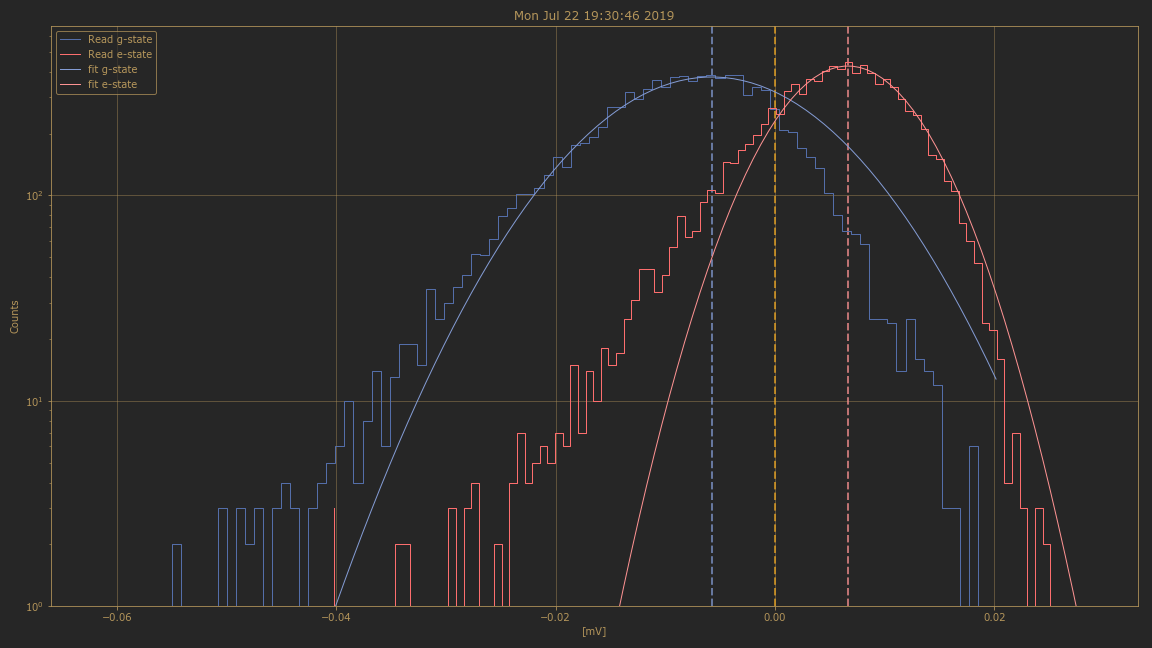 Mon Jul 22 19:30:46 2019
Read g-state
Read e-state
fit g-state
fit e-state
Counts
10²
10¹
10⁰
−0.06
−0.04
−0.02
0.00
0.02
[mV]